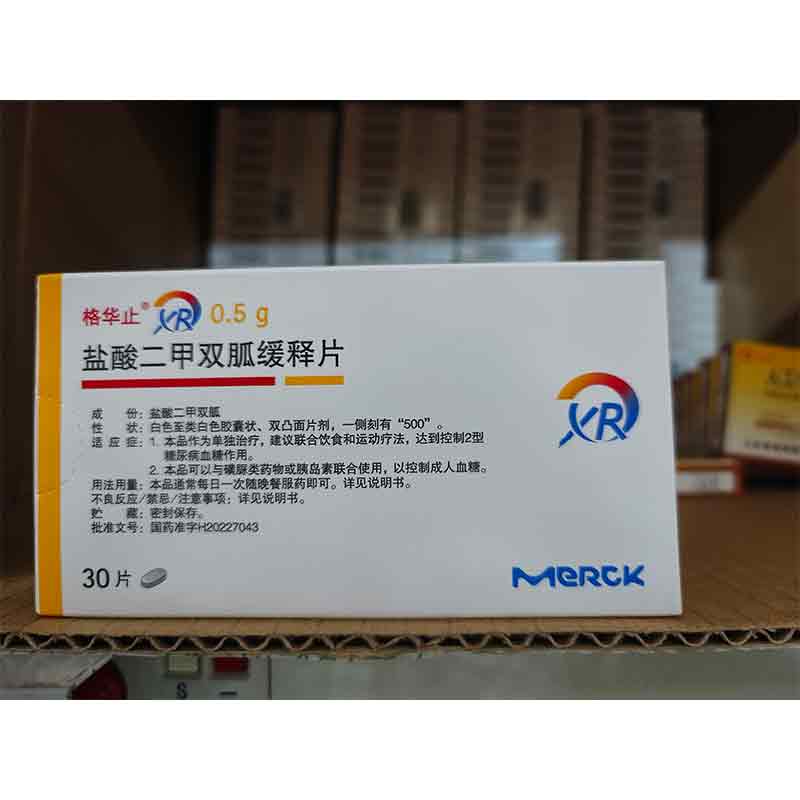 格华止® XR 0.5 g
盐酸二甲双胍缓释片
成　份：盐酸二甲双胍
性　状：白色至类白色胶囊状、双凸面片剂，一侧刻有“500”。
适 应 症：1. 本品作为单独治疗，建议联合饮食和运动疗法，达到控制2型
糖尿病血糖作用。
2. 本品可以与磺脲类药物或胰岛素联合使用，以控制成人血糖。
用法用量：本品通常每日一次随晚餐服药即可。详见说明书。
不良反应/禁忌/注意事项：详见说明书。
贮　藏：密封保存。
批准文号：国药准字H20227043
XR
30片
MERCK
S